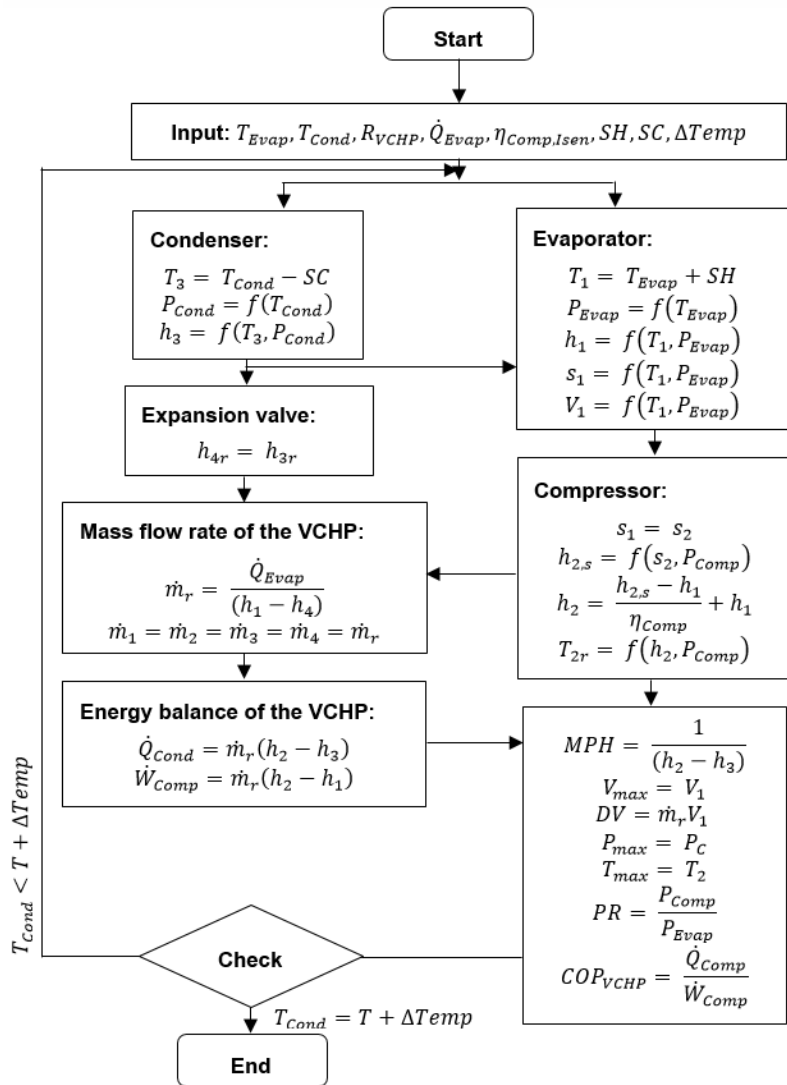 Start
Input: T_Evap, T_Cond, R_VCHP, Q̇_Evap, η_Comp,Isen, SH, SC, ΔTemp
Condenser:
T_3 = T_Cond − SC
P_Cond = f(T_Cond)
h_3 = f(T_3, P_Cond)
Evaporator:
T_1 = T_Evap + SH
P_Evap = f(T_Evap)
h_1 = f(T_1, P_Evap)
s_1 = f(T_1, P_Evap)
V_1 = f(T_1, P_Evap)
Expansion valve:
h_4r = h_3r
Compressor:
s_1 = s_2
h_2,s = f(s_2, P_Comp)
h_2 = (h_2,s − h_1)/η_Comp + h_1
T_2r = f(h_2, P_Comp)
Mass flow rate of the VCHP:
ṁ_r = Q̇_Evap/(h_1 − h_4)
ṁ_1 = ṁ_2 = ṁ_3 = ṁ_4 = ṁ_r
Energy balance of the VCHP:
Q̇_Cond = ṁ_r(h_2 − h_3)
Ẇ_Comp = ṁ_r(h_2 − h_1)
MPH = 1/(h_2 − h_3)
V_max = V_1
DV = ṁ_r V_1
P_max = P_C
T_max = T_2
PR = P_Comp/P_Evap
COP_VCHP = Q̇_Comp/Ẇ_Comp
T_Cond < T + ΔTemp
Check
T_Cond = T + ΔTemp
End